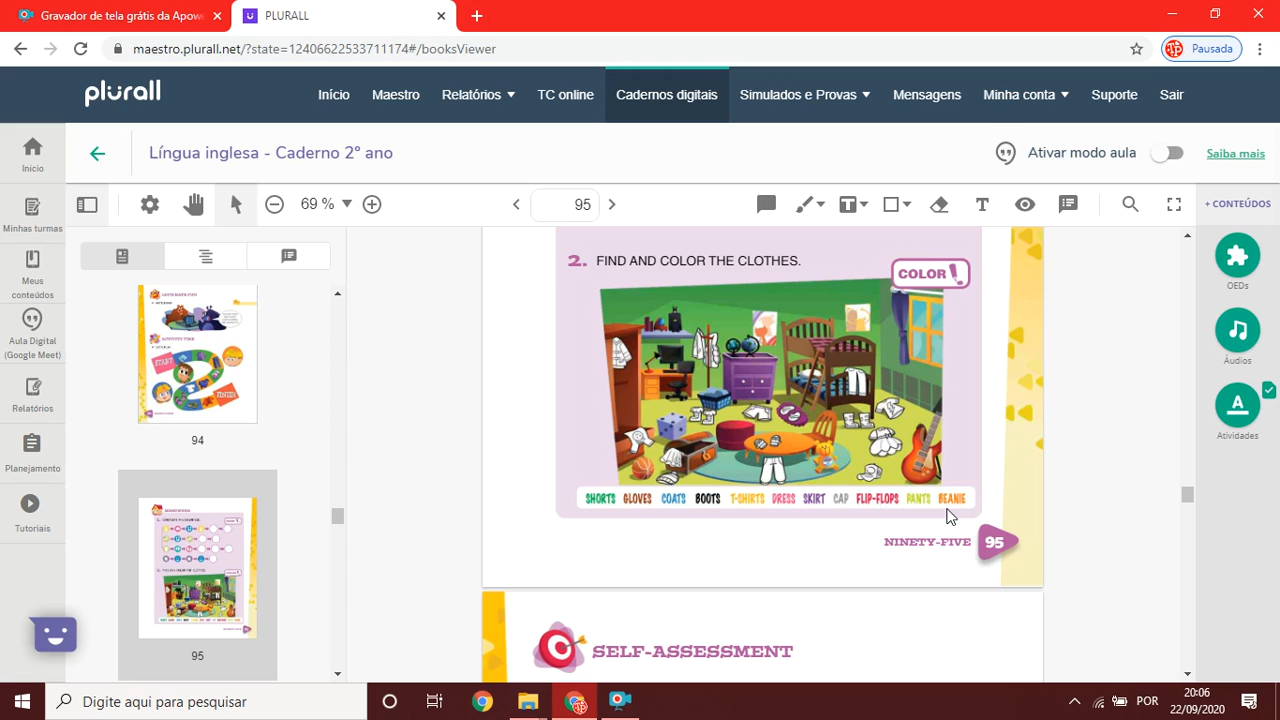 Gravador de tela grátis da Apowe
PLURALL
maestro.plurall.net/?state=12406622533711174#/booksViewer
Pausada
plurall
Início
Maestro
Relatórios
TC online
Cadernos digitais
Simulados e Provas
Mensagens
Minha conta
Suporte
Sair
Início
Língua inglesa - Caderno 2º ano
Ativar modo aula
Saiba mais
Minhas turmas
69 %
95
+ CONTEÚDOS
Meus
conteúdos
Aula Digital
(Google Meet)
Relatórios
Planejamento
Tutoriais
START
FINISH
94
95
2. FIND AND COLOR THE CLOTHES.
COLOR!
SHORTS GLOVES COATS BOOTS T-SHIRTS DRESS SKIRT CAP FLIP-FLOPS PANTS BEANIE
NINETY-FIVE 95
SELF-ASSESSMENT
OEDs
Áudios
A
Atividades
Digite aqui para pesquisar
POR
20:06
22/09/2020